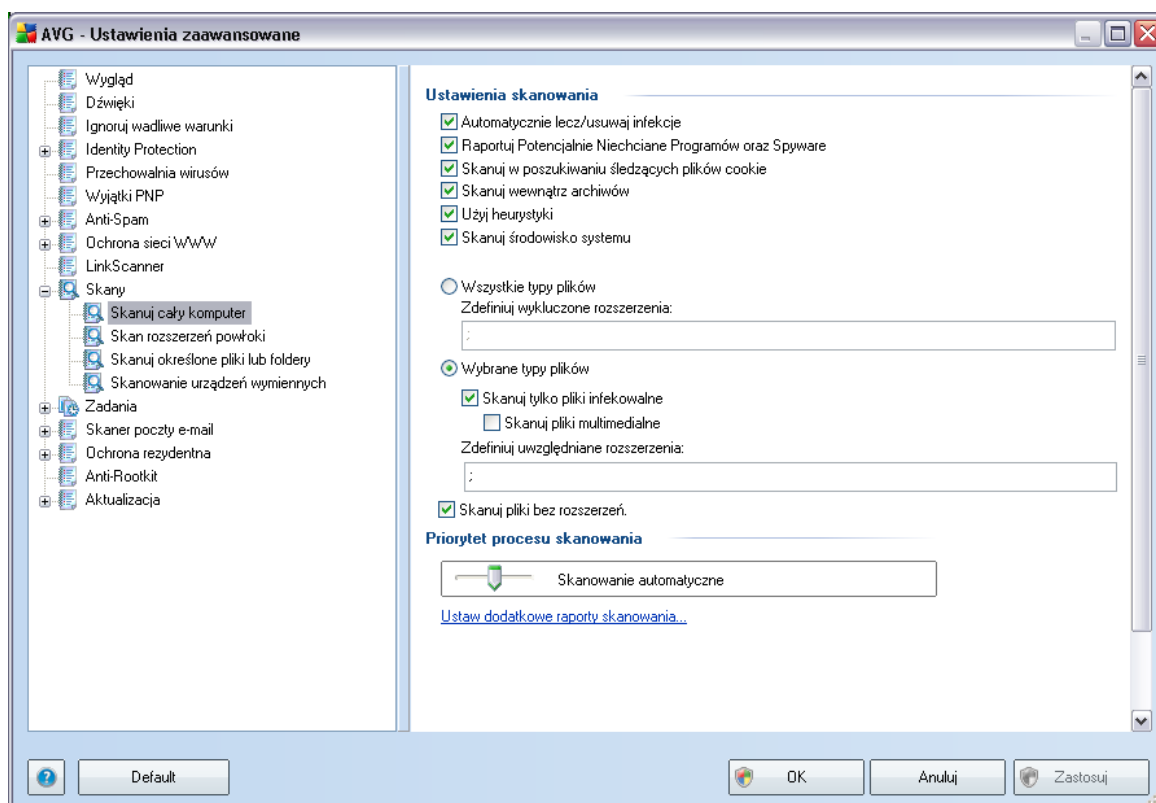 AVG - Ustawienia zaawansowane
Wygląd
Dźwięki
Ignoruj wadliwe warunki
Identity Protection
Przechowalnia wirusów
Wyjątki PNP
Anti-Spam
Ochrona sieci WWW
LinkScanner
Skany
Skanuj cały komputer
Skan rozszerzeń powłoki
Skanuj określone pliki lub foldery
Skanowanie urządzeń wymiennych
Zadania
Skaner poczty e-mail
Ochrona rezydentna
Anti-Rootkit
Aktualizacja
Ustawienia skanowania
Automatycznie lecz/usuwaj infekcje
Raportuj Potencjalnie Niechciane Programów oraz Spyware
Skanuj w poszukiwaniu śledzących plików cookie
Skanuj wewnątrz archiwów
Użyj heurystyki
Skanuj środowisko systemu
Wszystkie typy plików
Zdefiniuj wykluczone rozszerzenia:
;
Wybrane typy plików
Skanuj tylko pliki infekowalne
Skanuj pliki multimedialne
Zdefiniuj uwzględniane rozszerzenia:
;
Skanuj pliki bez rozszerzeń.
Priorytet procesu skanowania
Skanowanie automatyczne
Ustaw dodatkowe raporty skanowania...
?
Default
OK
Anuluj
Zastosuj